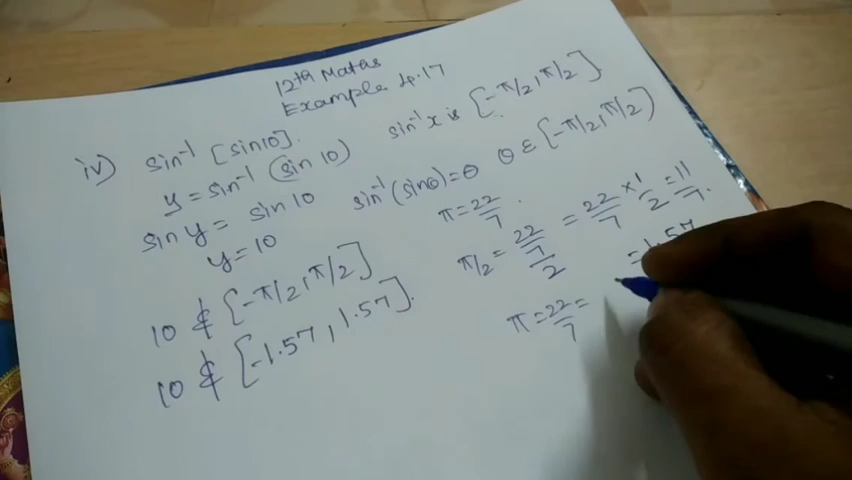 12th Maths
Example 4.17
iv) sin⁻¹ [sin10].
sin⁻¹x is [-π/2, π/2]
y = sin⁻¹ (sin 10)
sin⁻¹(sinθ) = θ θ ∈ [-π/2, π/2]
sin y = sin 10
π = 22/7.
y = 10
π/2 = 22/7/2 = 22/7 × 1/2 = 11/7.
= 1.57
10 ∉ [-π/2, π/2]
π = 22/7 =
10 ∉ [-1.57, 1.57].